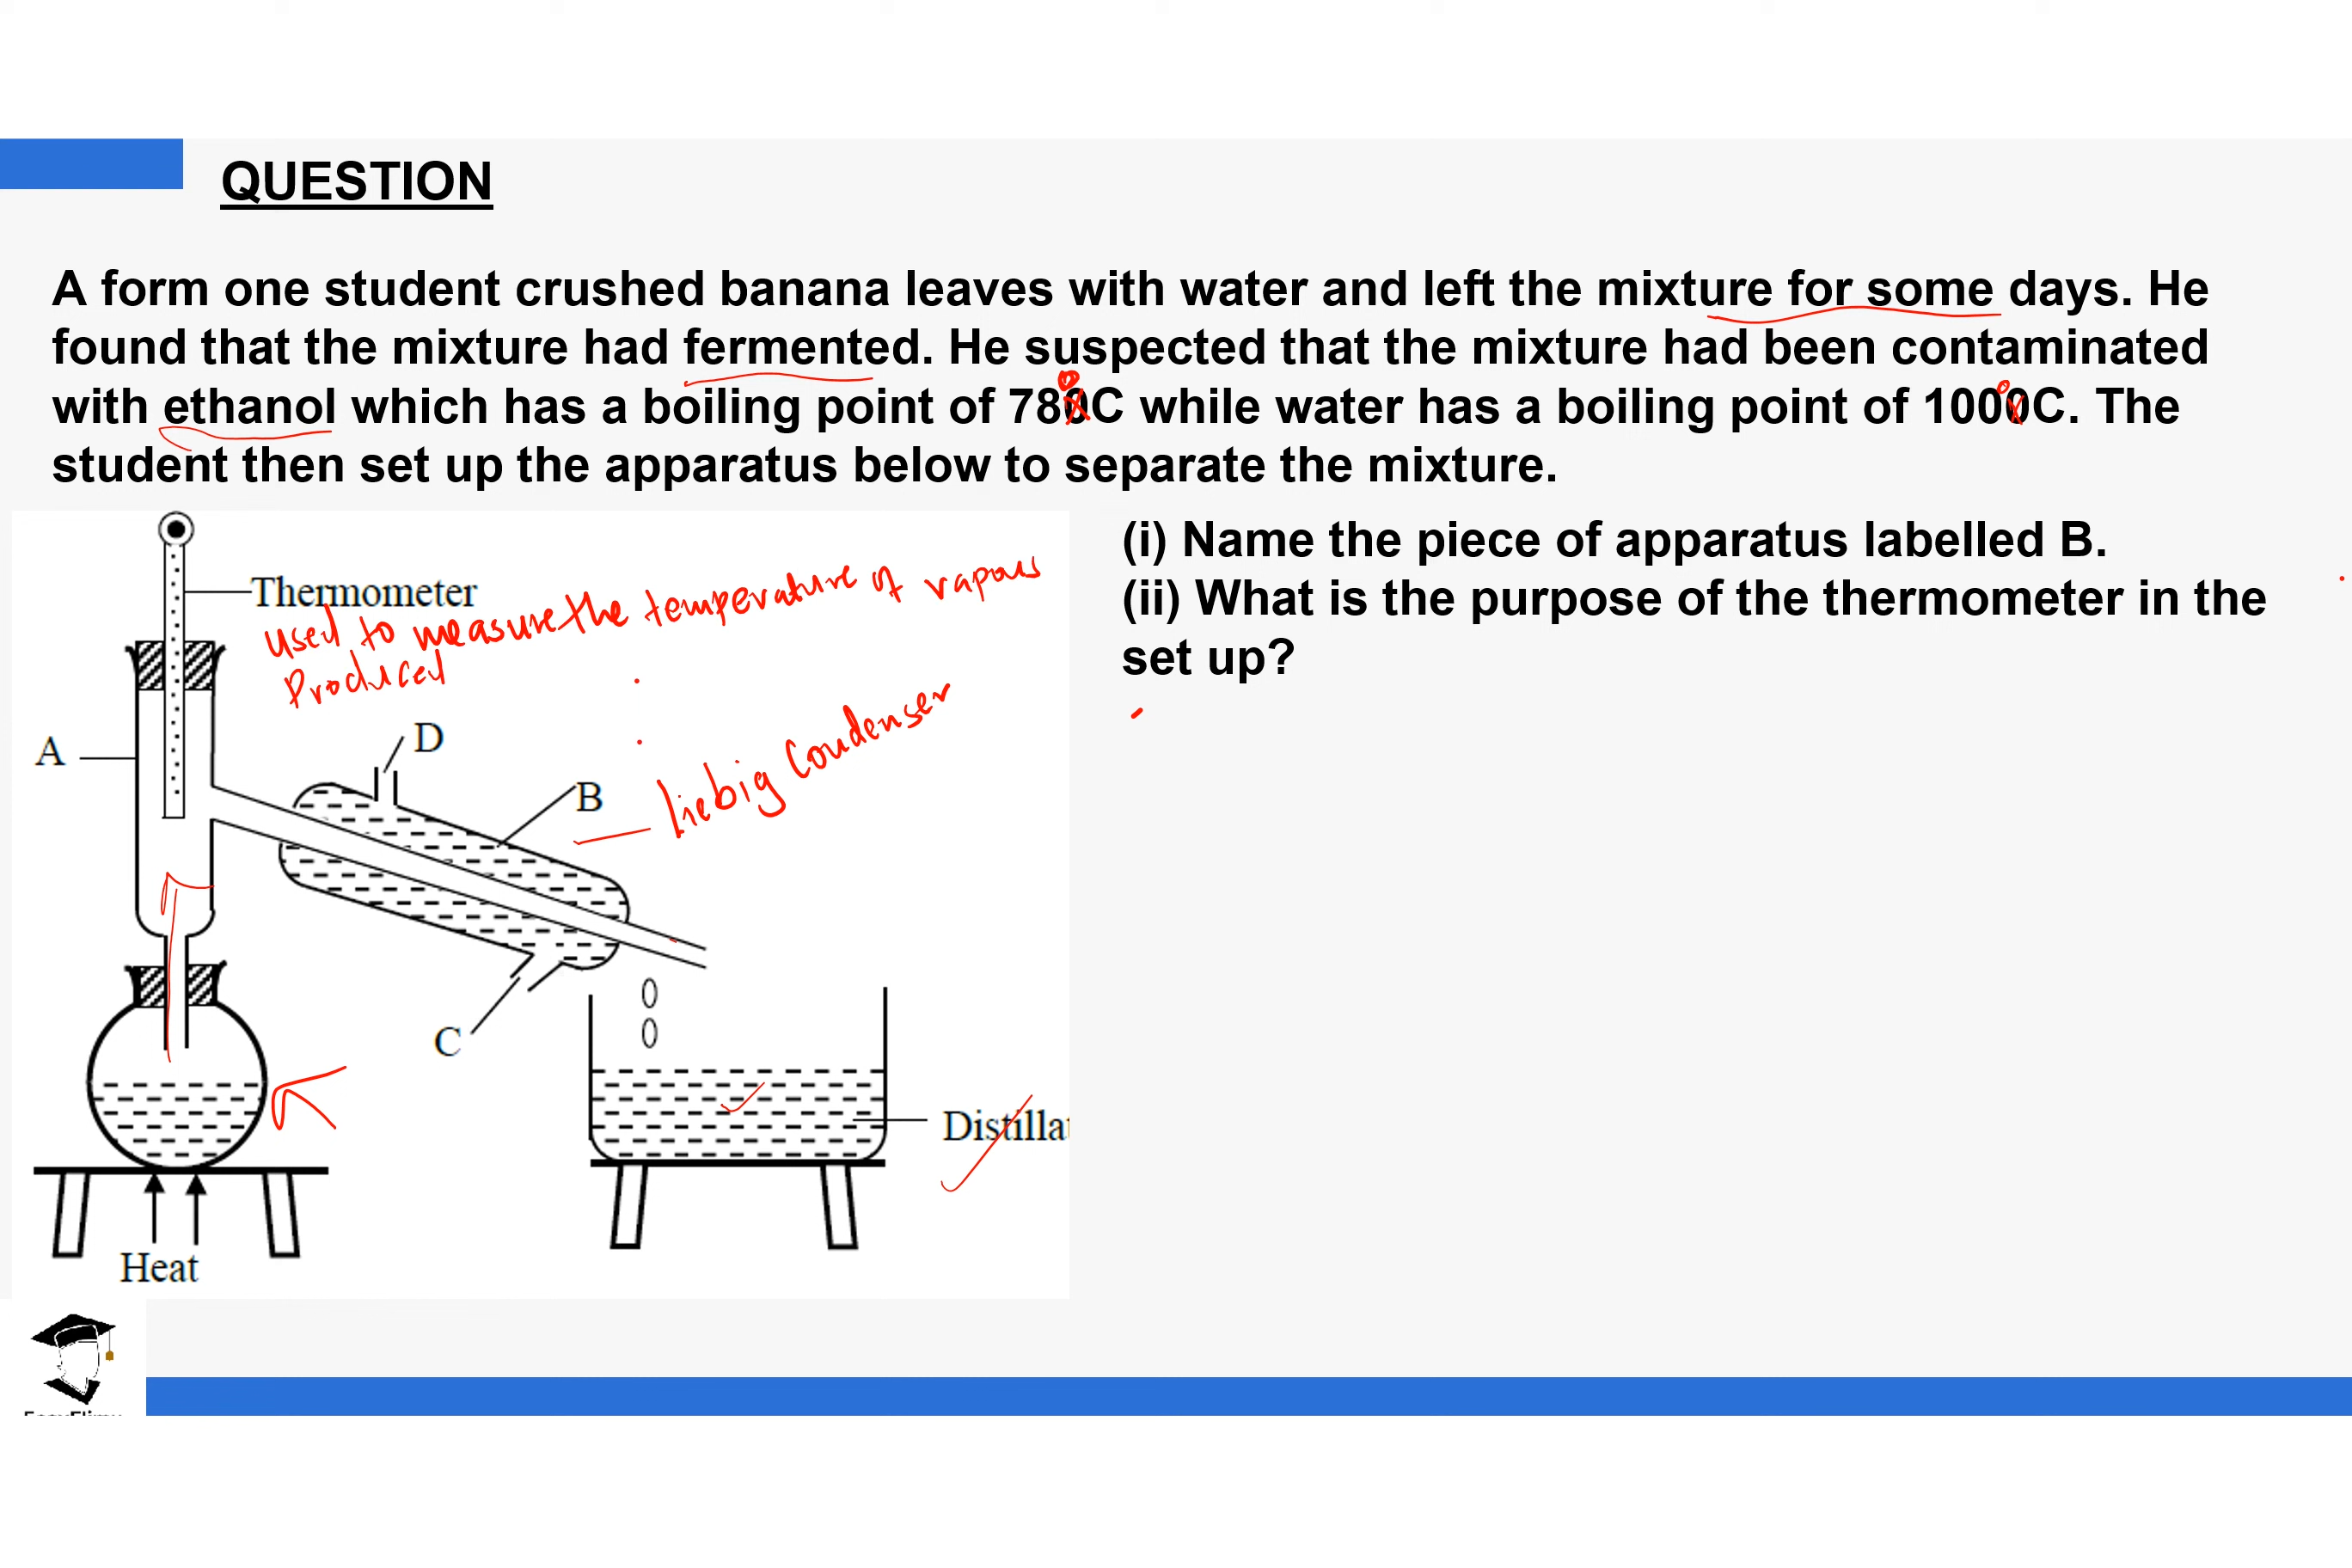 QUESTION
A form one student crushed banana leaves with water and left the mixture for some days. He
found that the mixture had fermented. He suspected that the mixture had been contaminated
with ethanol which has a boiling point of 78°C while water has a boiling point of 100°C. The
student then set up the apparatus below to separate the mixture.
(i) Name the piece of apparatus labelled B.
(ii) What is the purpose of the thermometer in the
set up?
Thermometer
used to measure the temperature of vapours
Produced
A
D
B
Liebig Condenser
C
Distilla
Heat